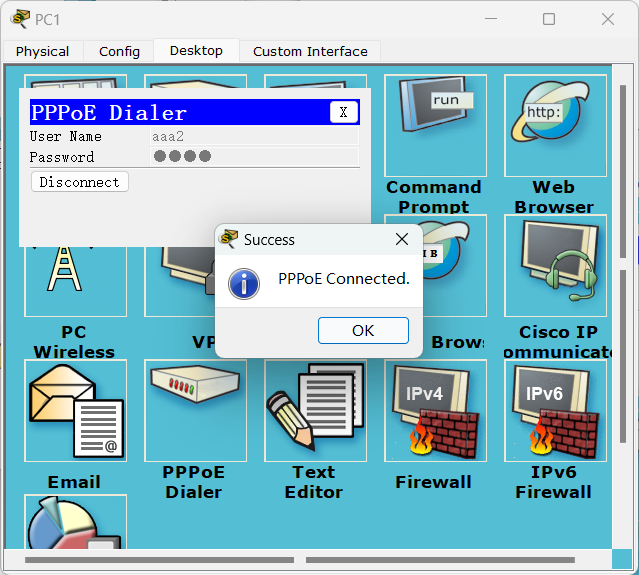 PC1
Physical Config Desktop Custom Interface
PPPoE Dialer X
User Name aaa2
Password ●●●●
Disconnect
run
http:
Command
Prompt
Web
Browser
Success
PPPoE Connected.
OK
I B
PC
Wireless
VP
Brows
Cisco IP
ommunicat
IPv4
IPv6
@
Email
PPPoE
Dialer
Text
Editor
Firewall
IPv6
Firewall